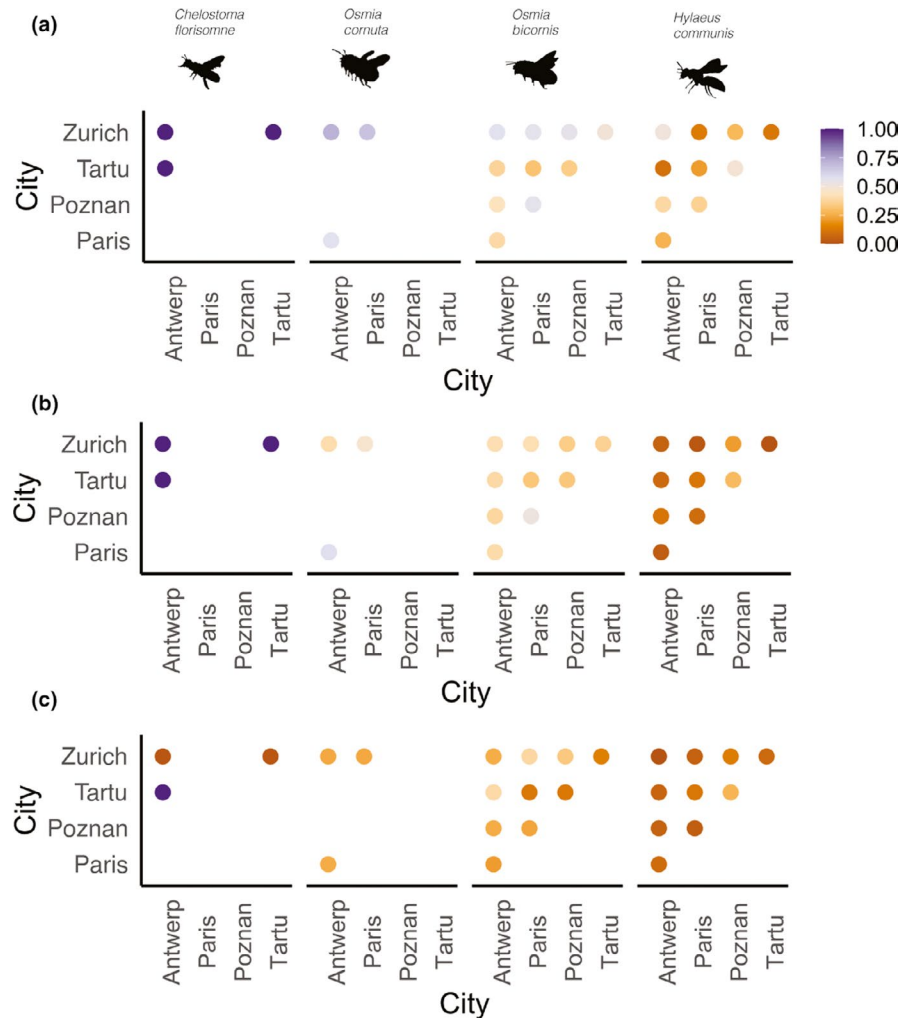 (a)
Chelostoma
florisomne
Osmia
cornuta
Osmia
bicornis
Hylaeus
communis
City
Zurich
Tartu
Poznan
Paris
1.00
0.75
0.50
0.25
0.00
Antwerp Paris Poznan Tartu Antwerp Paris Poznan Tartu Antwerp Paris Poznan Tartu Antwerp Paris Poznan Tartu
City
(b)
City
Zurich
Tartu
Poznan
Paris
Antwerp Paris Poznan Tartu Antwerp Paris Poznan Tartu Antwerp Paris Poznan Tartu Antwerp Paris Poznan Tartu
City
(c)
City
Zurich
Tartu
Poznan
Paris
Antwerp Paris Poznan Tartu Antwerp Paris Poznan Tartu Antwerp Paris Poznan Tartu Antwerp Paris Poznan Tartu
City